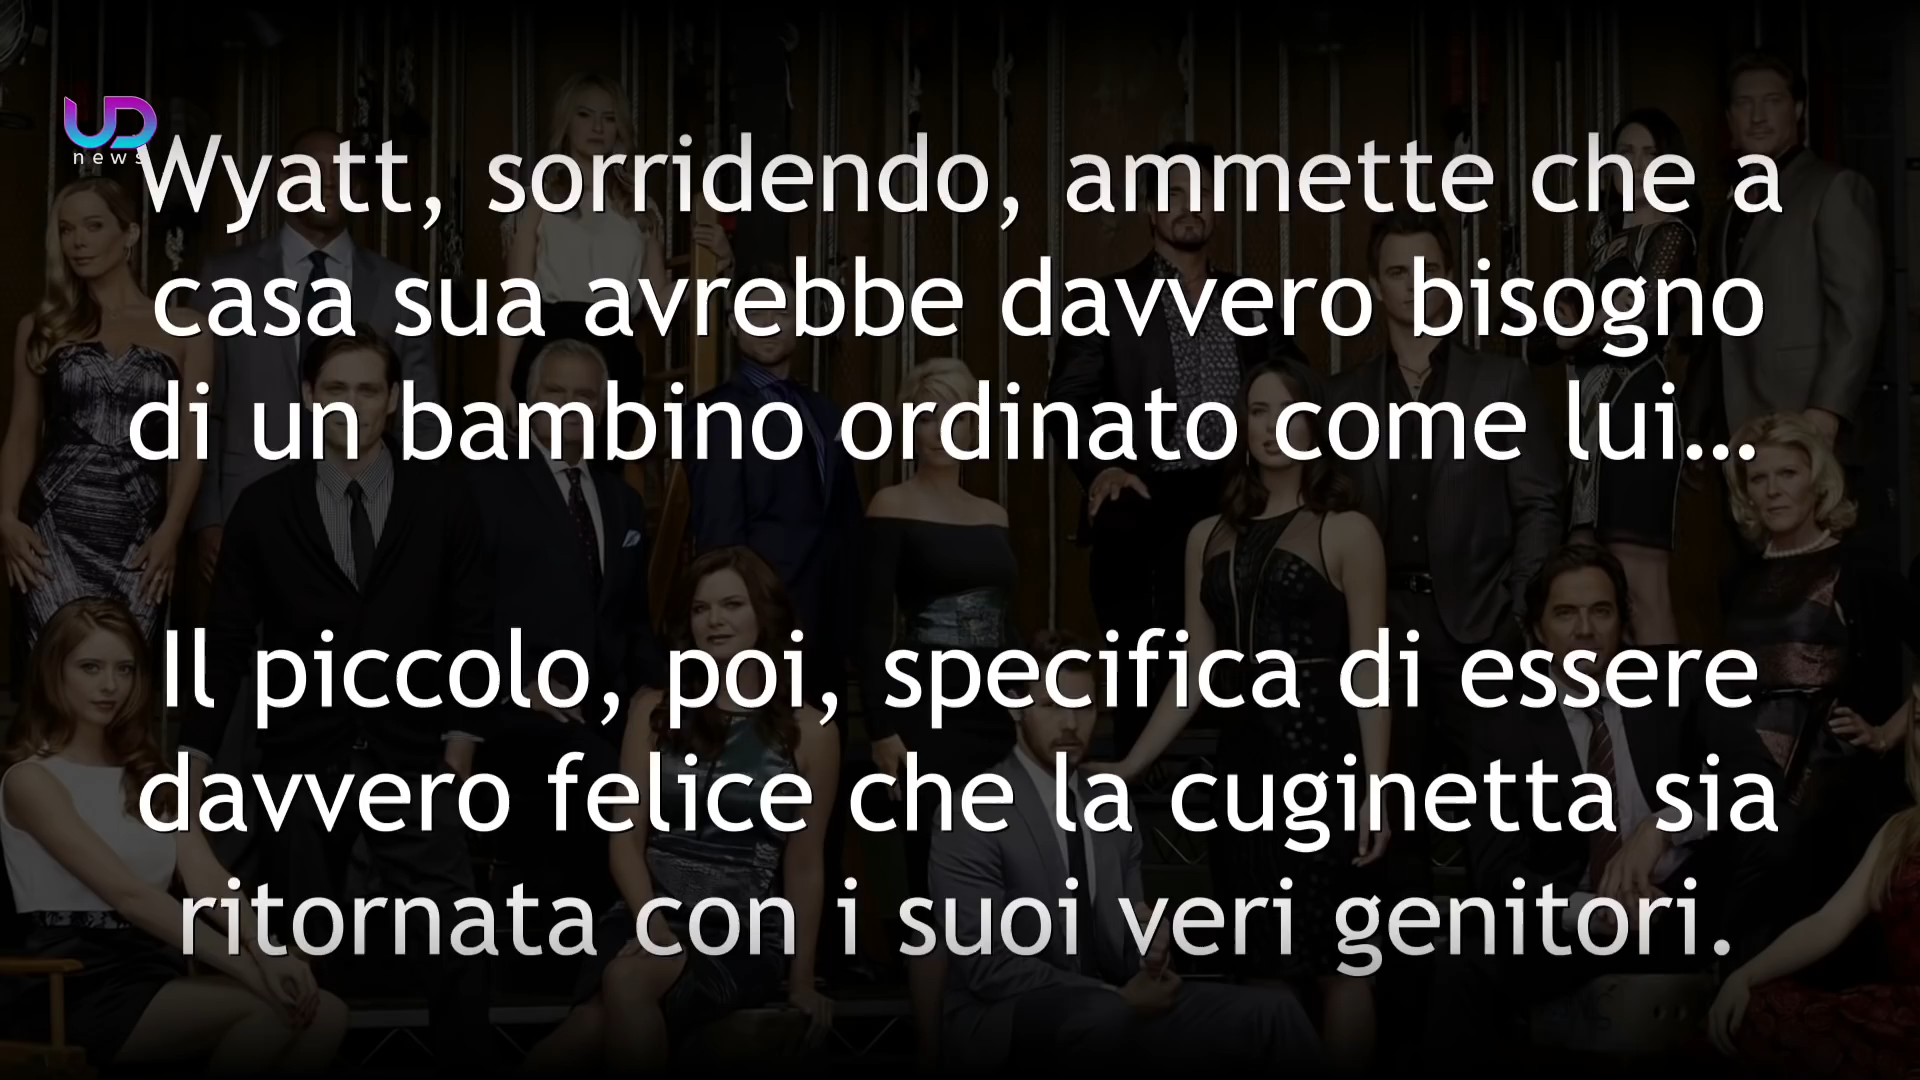 UD
news
Wyatt, sorridendo, ammette che a
casa sua avrebbe davvero bisogno
di un bambino ordinato come lui...
Il piccolo, poi, specifica di essere
davvero felice che la cuginetta sia
ritornata con i suoi veri genitori.